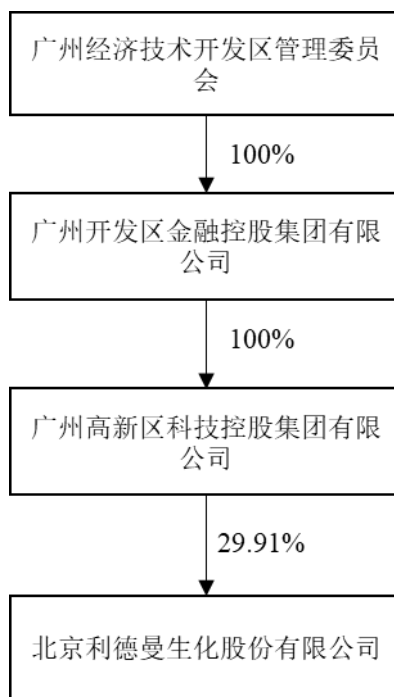 广州经济技术开发区管理委员
会
100%
广州开发区金融控股集团有限
公司
100%
广州高新区科技控股集团有限
公司
29.91%
北京利德曼生化股份有限公司